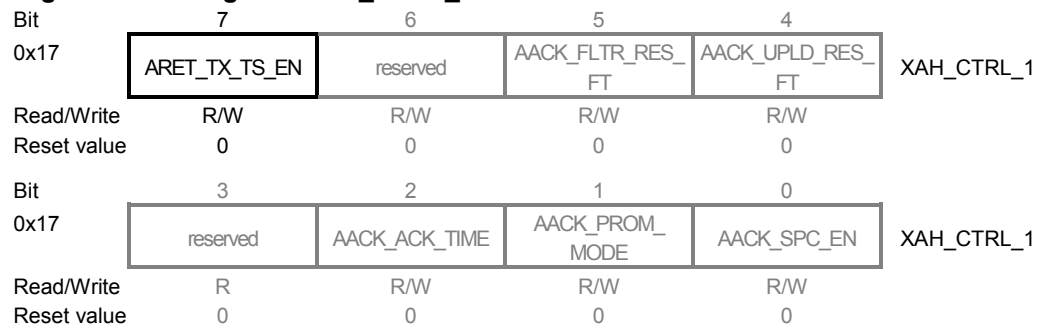 Bit 7 6 5 4
0x17 ARET_TX_TS_EN reserved AACK_FLTR_RES_ AACK_UPLD_RES_ XAH_CTRL_1
FT FT
Read/Write R/W R/W R/W R/W
Reset value 0 0 0 0
Bit 3 2 1 0
0x17 reserved AACK_ACK_TIME AACK_PROM_ AACK_SPC_EN XAH_CTRL_1
MODE
Read/Write R R/W R/W R/W
Reset value 0 0 0 0